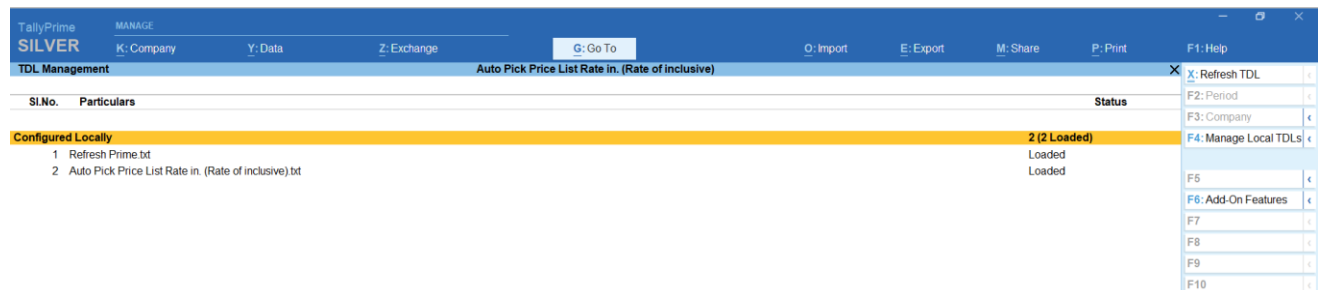 TallyPrime MANAGE
SILVER K: Company Y: Data Z: Exchange G: Go To O: Import E: Export M: Share P: Print F1: Help
TDL Management Auto Pick Price List Rate in. (Rate of inclusive) X: Refresh TDL
Sl.No. Particulars Status F2: Period
F3: Company
Configured Locally 2 (2 Loaded) F4: Manage Local TDLs
1 Refresh Prime.txt Loaded
2 Auto Pick Price List Rate in. (Rate of inclusive).txt Loaded
F5
F6: Add-On Features
F7
F8
F9
F10